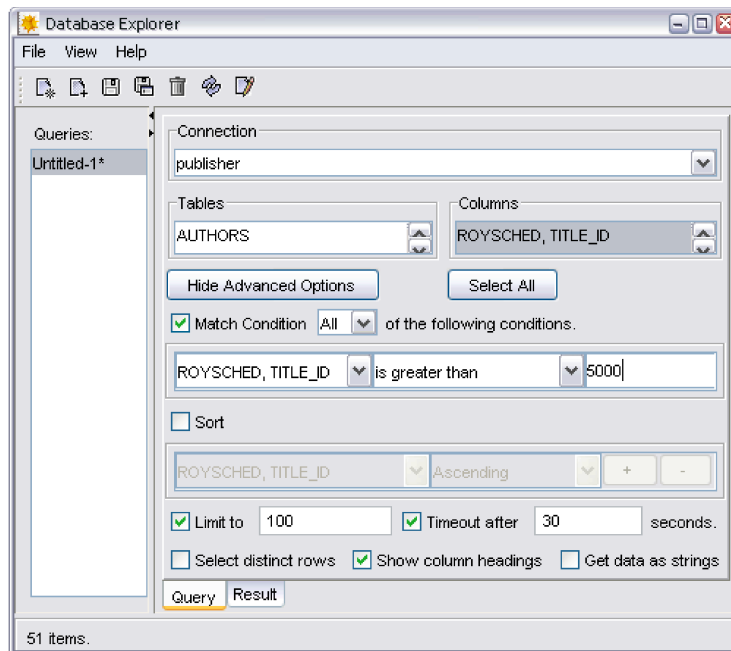 Database Explorer
File View Help
Queries:
Untitled-1*
Connection
publisher
Tables
Columns
AUTHORS
ROYSCHED, TITLE_ID
Hide Advanced Options
Select All
Match Condition All of the following conditions.
ROYSCHED, TITLE_ID is greater than 5000
Sort
ROYSCHED, TITLE_ID Ascending + -
Limit to 100 Timeout after 30 seconds.
Select distinct rows Show column headings Get data as strings
Query Result
51 items.